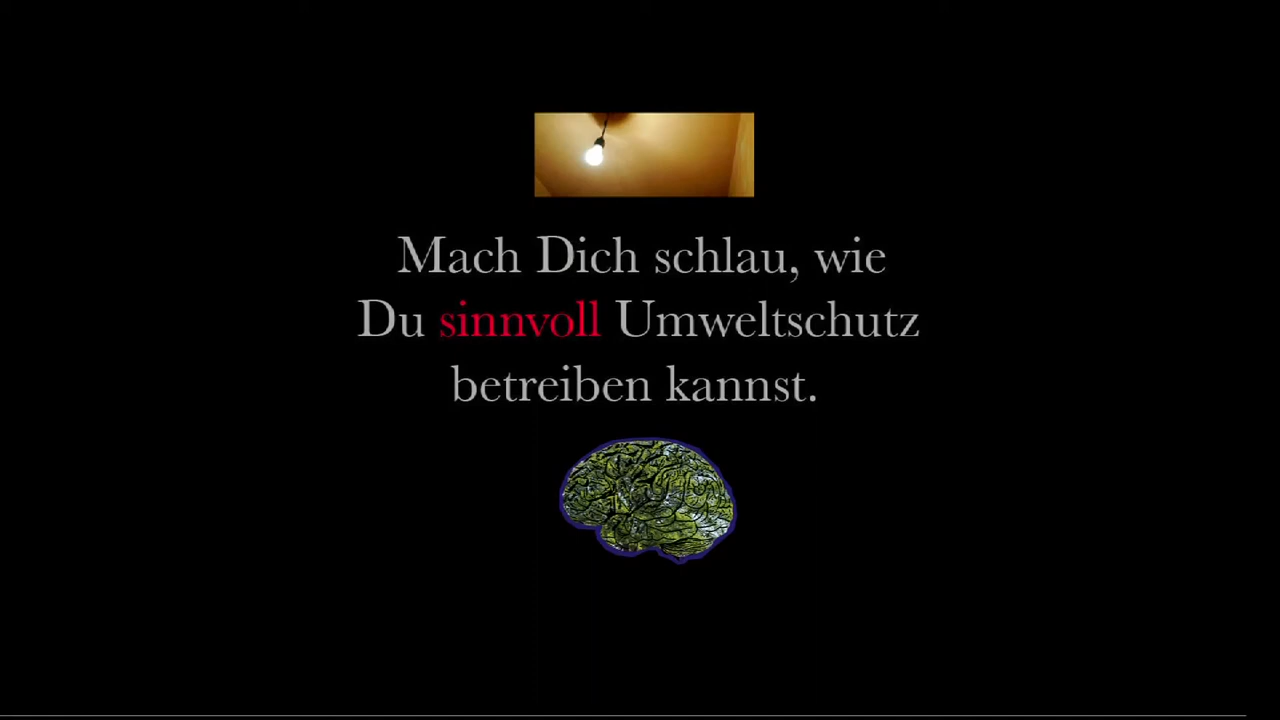 Mach Dich schlau, wie
Du sinnvoll Umweltschutz
betreiben kannst.